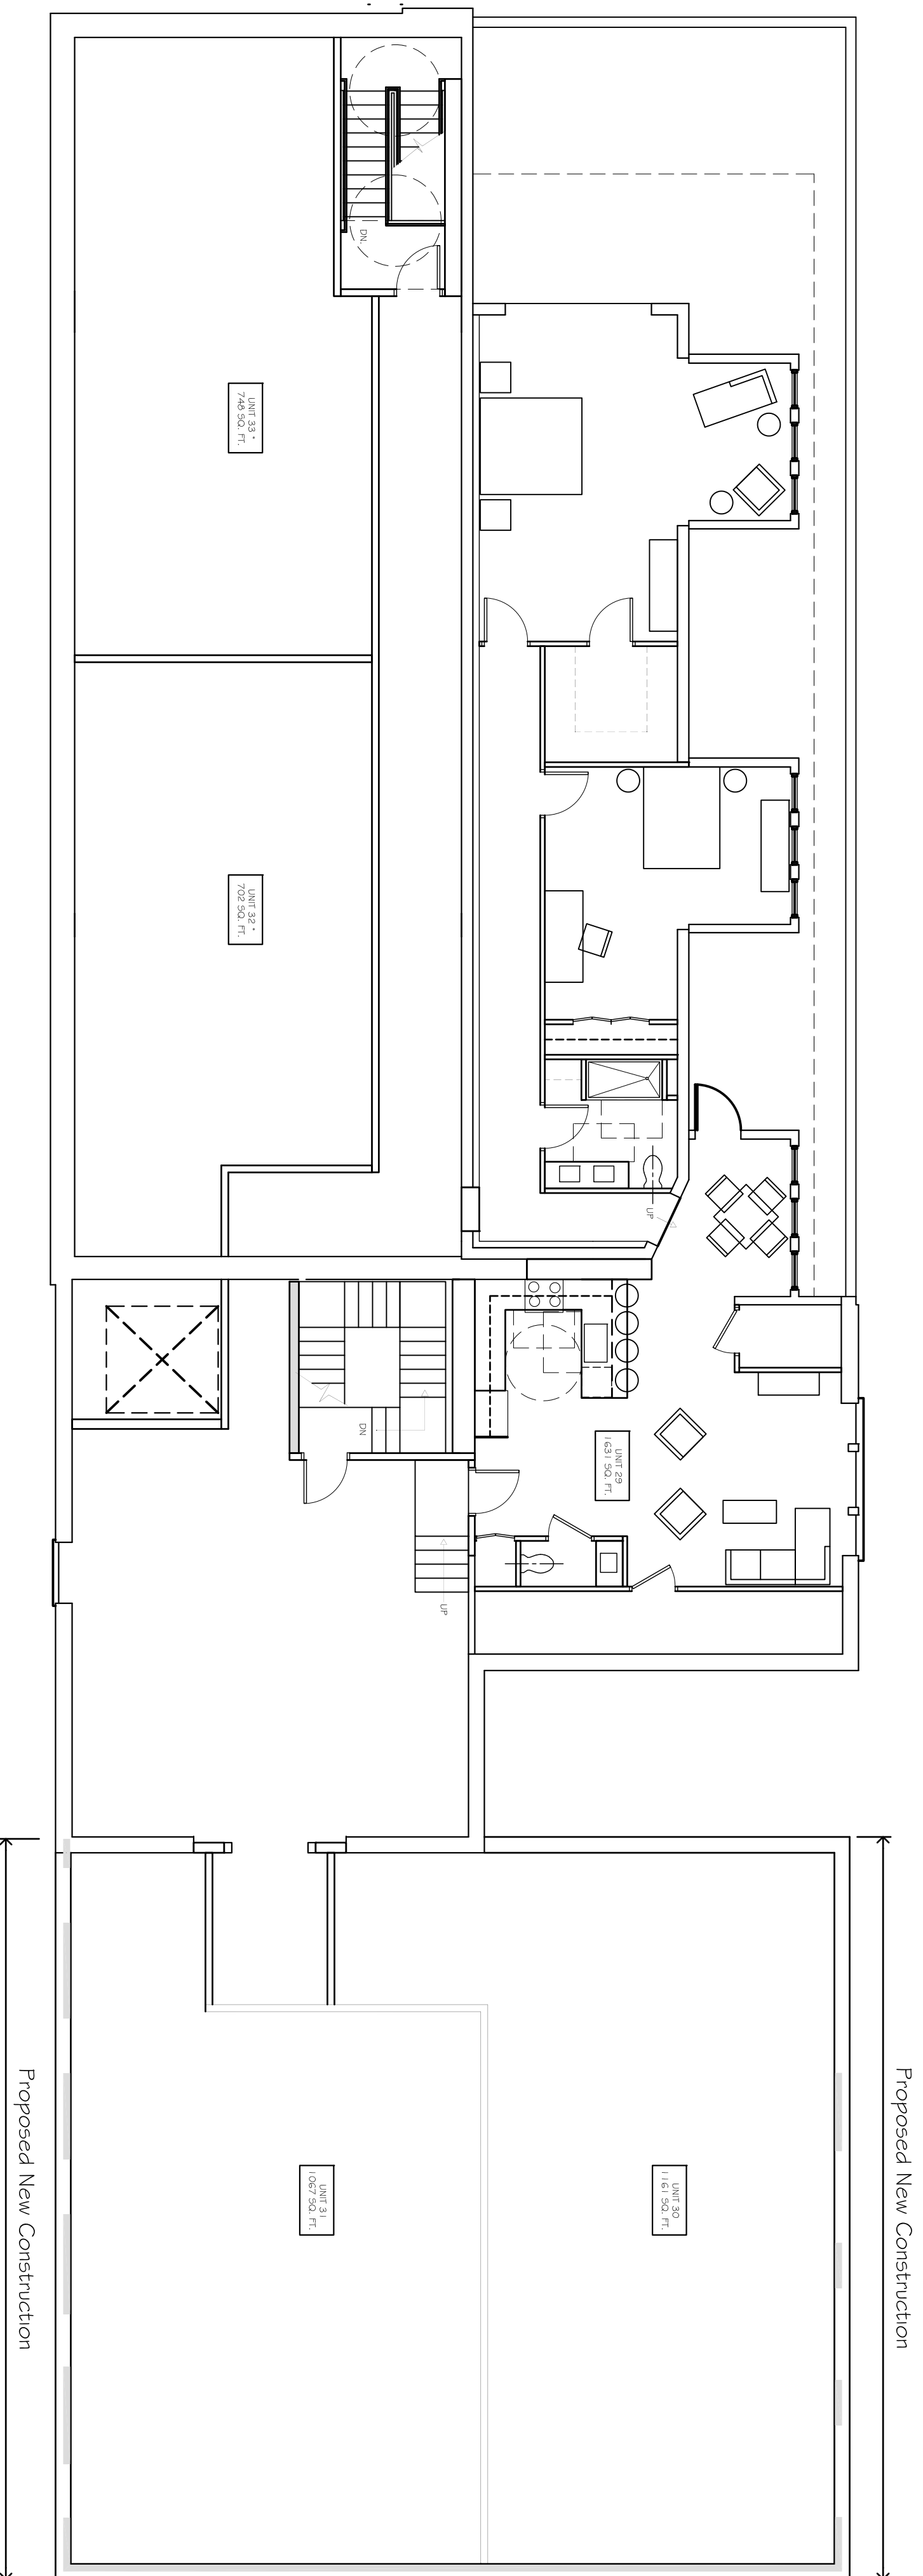 DN.
UNIT 33 *
748 SQ. FT.
UNIT 32 *
702 SQ. FT.
UP
DN.
UNIT 29
1631 SQ. FT.
UP
UNIT 31
1067 SQ. FT.
UNIT 30
1161 SQ. FT.
Proposed New Construction
Proposed New Construction